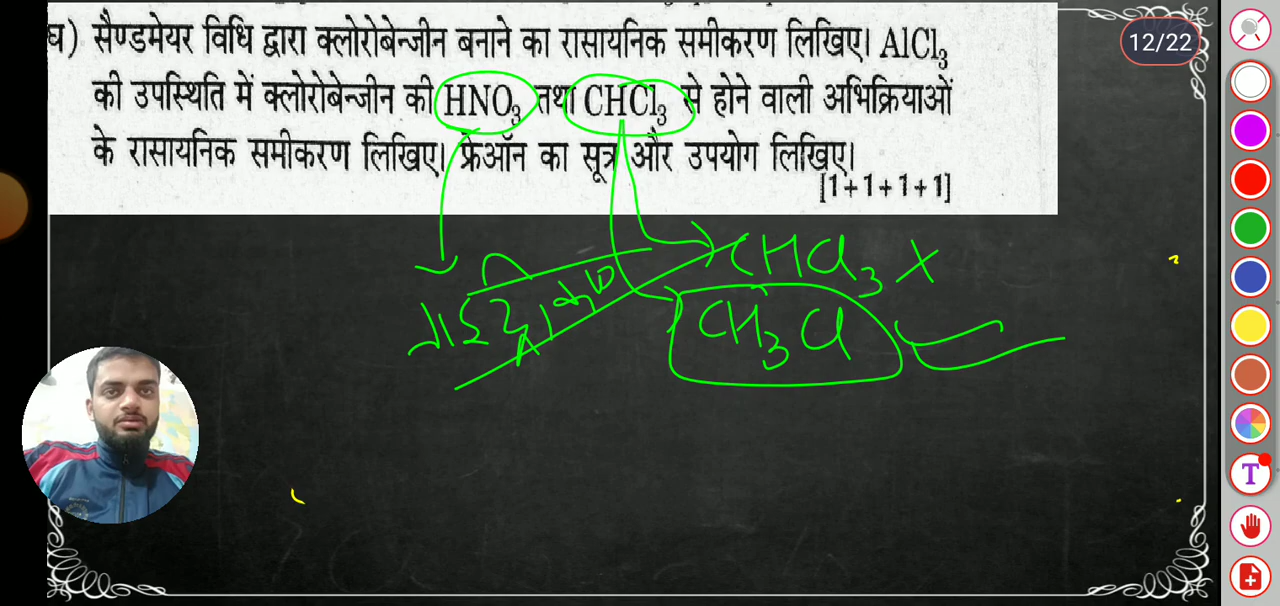 घ) सैण्डमेयर विधि द्वारा क्लोरोबेन्जीन बनाने का रासायनिक समीकरण लिखिए। AlCl₃
की उपस्थिति में क्लोरोबेन्जीन की HNO₃ तथा CHCl₃ से होने वाली अभिक्रियाओं
के रासायनिक समीकरण लिखिए। फ्रेऑन का सूत्र और उपयोग लिखिए।
[1+1+1+1]
CHCl₃ ×
CH₃Cl
12/22
T